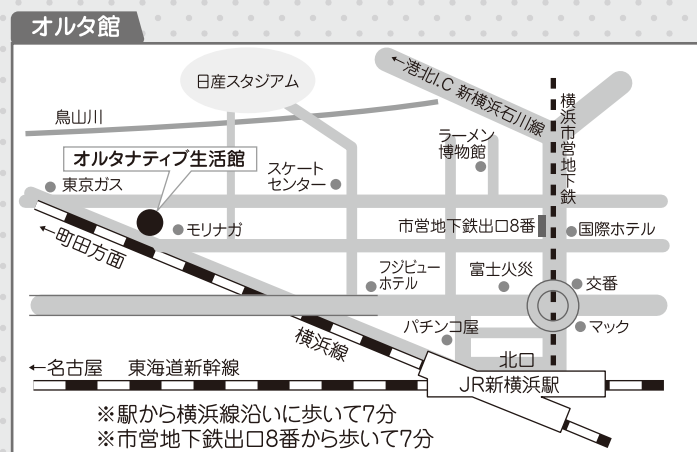 オルタ館
日産スタジアム
←港北I.C 新横浜石川線
横浜市営地下鉄
鳥山川
ラーメン
博物館
オルタナティブ生活館
スケート
センター
東京ガス
モリナガ
市営地下鉄出口8番
国際ホテル
←町田方面
フジビュー
ホテル
富士火災
交番
パチンコ屋
マック
横浜線
北口
←名古屋
東海道新幹線
JR新横浜駅
※駅から横浜線沿いに歩いて7分
※市営地下鉄出口8番から歩いて7分